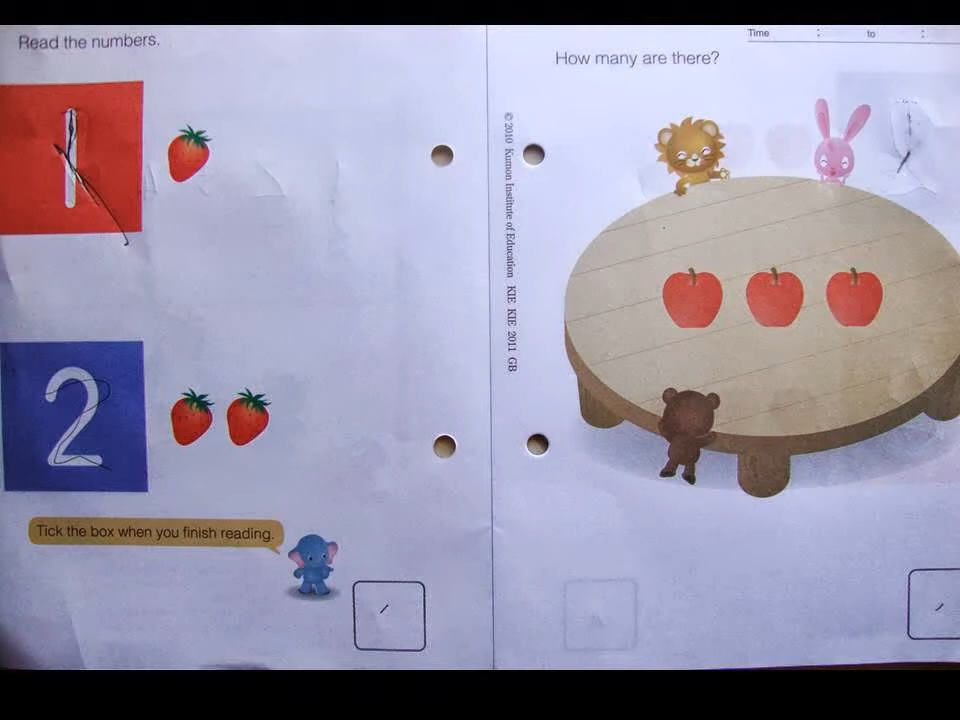 Read the numbers.
1
2
Tick the box when you finish reading.
© 2010 Kumon Institute of Education KIE KIE 2011 GB
Time : to :
How many are there?